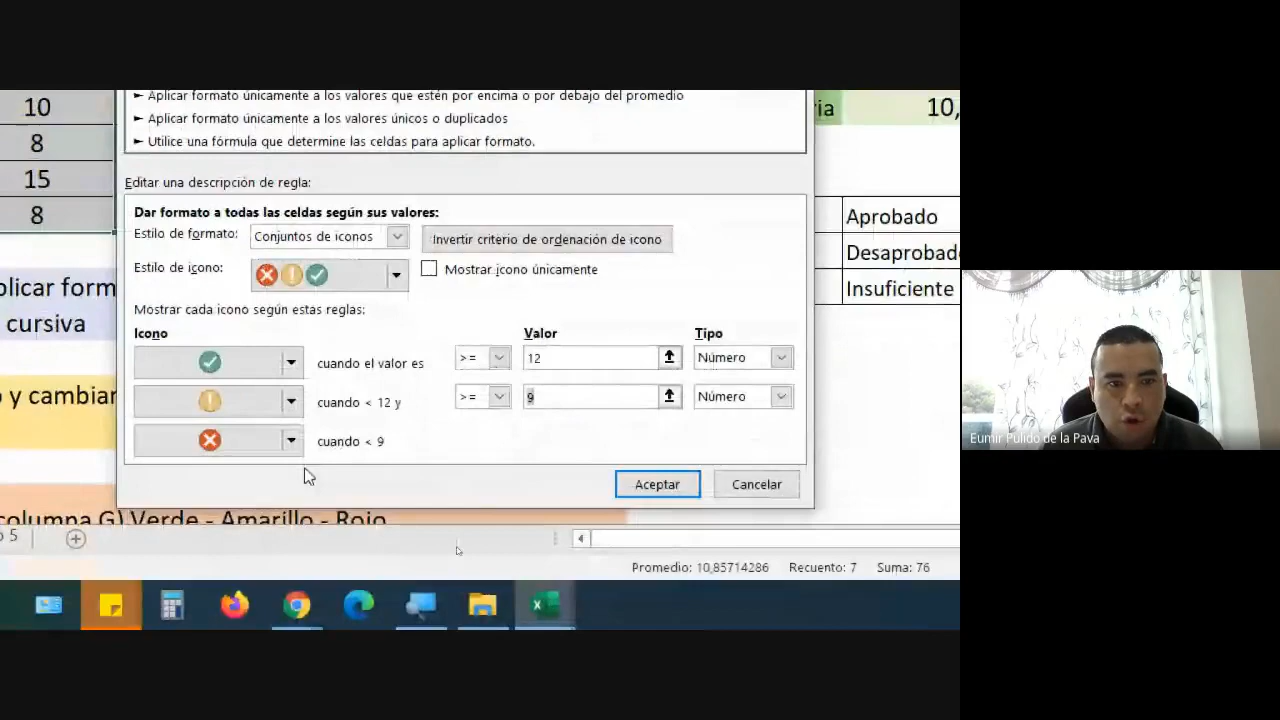 ► Aplicar formato únicamente a los valores que estén por encima o por debajo del promedio
► Aplicar formato únicamente a los valores únicos o duplicados
► Utilice una fórmula que determine las celdas para aplicar formato.
10
8
15
8
ria 10,
Editar una descripción de regla:
Dar formato a todas las celdas según sus valores:
Estilo de formato: Conjuntos de iconos Invertir criterio de ordenación de icono
Estilo de icono: Mostrar icono únicamente
Mostrar cada icono según estas reglas:
Icono Valor Tipo
cuando el valor es >= 12 Número
cuando < 12 y >= 9 Número
cuando < 9
Aceptar Cancelar
Aprobado
Desaprobado
Insuficiente
plicar form
cursiva
o y cambiar
columna G) Verde - Amarillo - Rojo
o 5
Promedio: 10,85714286 Recuento: 7 Suma: 76
Eumir Pulido de la Pava